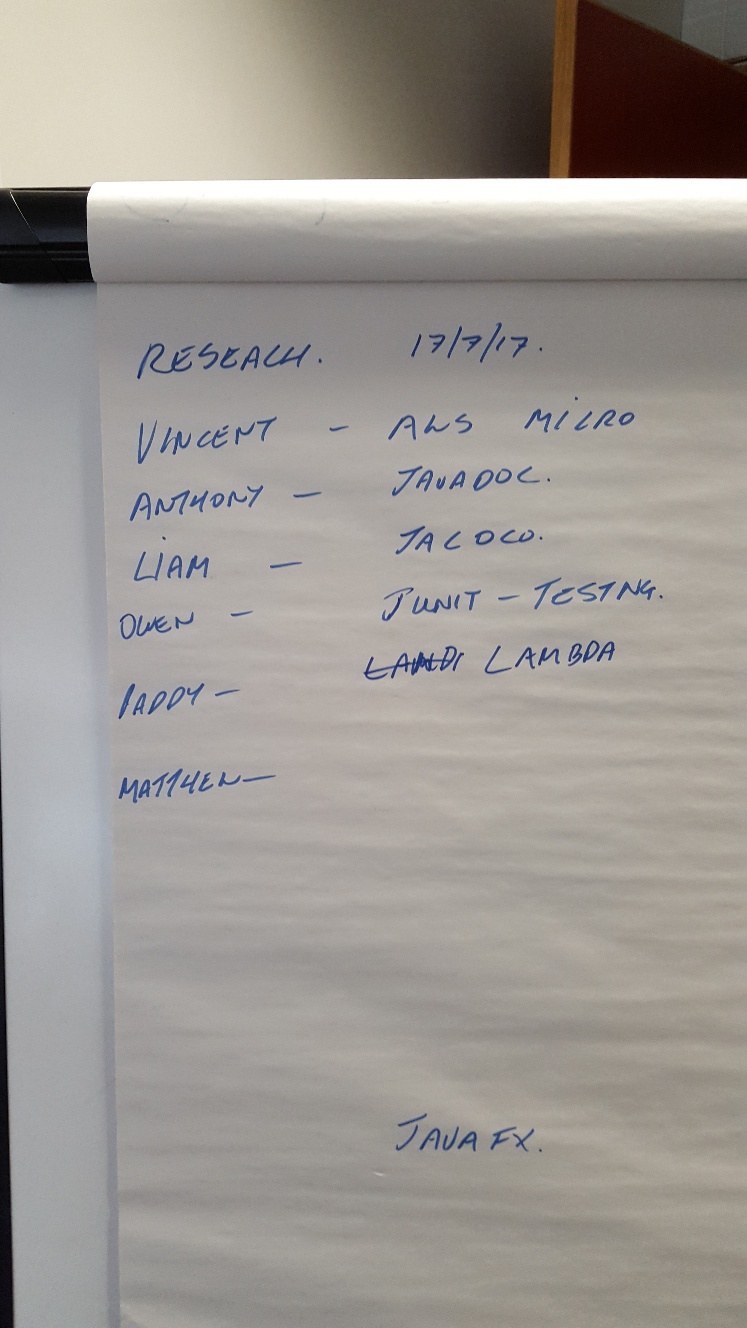 RESEACH. 17/7/17.
VINCENT - AWS MICRO
ANTHONY - JAVADOC.
LIAM - JACOCO.
OWEN - JUNIT - TESTNG.
PADDY - LAMBDA
MATTHEW -
JAVA FX.